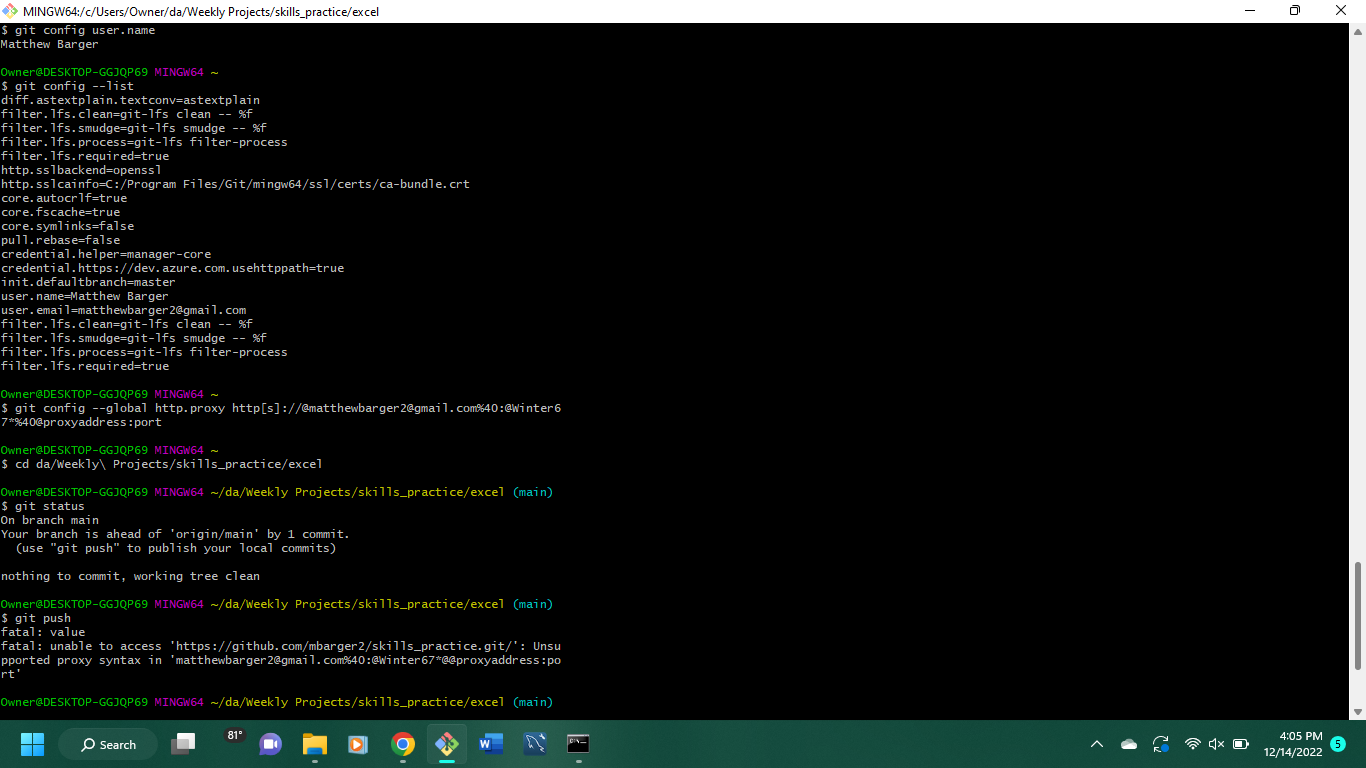 MINGW64:/c/Users/Owner/da/Weekly Projects/skills_practice/excel
$ git config user.name
Matthew Barger
Owner@DESKTOP-GGJQP69 MINGW64 ~
$ git config --list
diff.astextplain.textconv=astextplain
filter.lfs.clean=git-lfs clean -- %f
filter.lfs.smudge=git-lfs smudge -- %f
filter.lfs.process=git-lfs filter-process
filter.lfs.required=true
http.sslbackend=openssl
http.sslcainfo=C:/Program Files/Git/mingw64/ssl/certs/ca-bundle.crt
core.autocrlf=true
core.fscache=true
core.symlinks=false
pull.rebase=false
credential.helper=manager-core
credential.https://dev.azure.com.usehttppath=true
init.defaultbranch=master
user.name=Matthew Barger
user.email=matthewbarger2@gmail.com
filter.lfs.clean=git-lfs clean -- %f
filter.lfs.smudge=git-lfs smudge -- %f
filter.lfs.process=git-lfs filter-process
filter.lfs.required=true
Owner@DESKTOP-GGJQP69 MINGW64 ~
$ git config --global http.proxy http[s]://@matthewbarger2@gmail.com%40:@Winter6
7*%40@proxyaddress:port
Owner@DESKTOP-GGJQP69 MINGW64 ~
$ cd da/Weekly\ Projects/skills_practice/excel
Owner@DESKTOP-GGJQP69 MINGW64 ~/da/Weekly Projects/skills_practice/excel (main)
$ git status
On branch main
Your branch is ahead of 'origin/main' by 1 commit.
(use "git push" to publish your local commits)
nothing to commit, working tree clean
Owner@DESKTOP-GGJQP69 MINGW64 ~/da/Weekly Projects/skills_practice/excel (main)
$ git push
fatal: value
fatal: unable to access 'https://github.com/mbarger2/skills_practice.git/': Unsu
pported proxy syntax in 'matthewbarger2@gmail.com%40:@Winter67*@@proxyaddress:po
rt'
Owner@DESKTOP-GGJQP69 MINGW64 ~/da/Weekly Projects/skills_practice/excel (main)
Search
81°
W
4:05 PM
12/14/2022
5